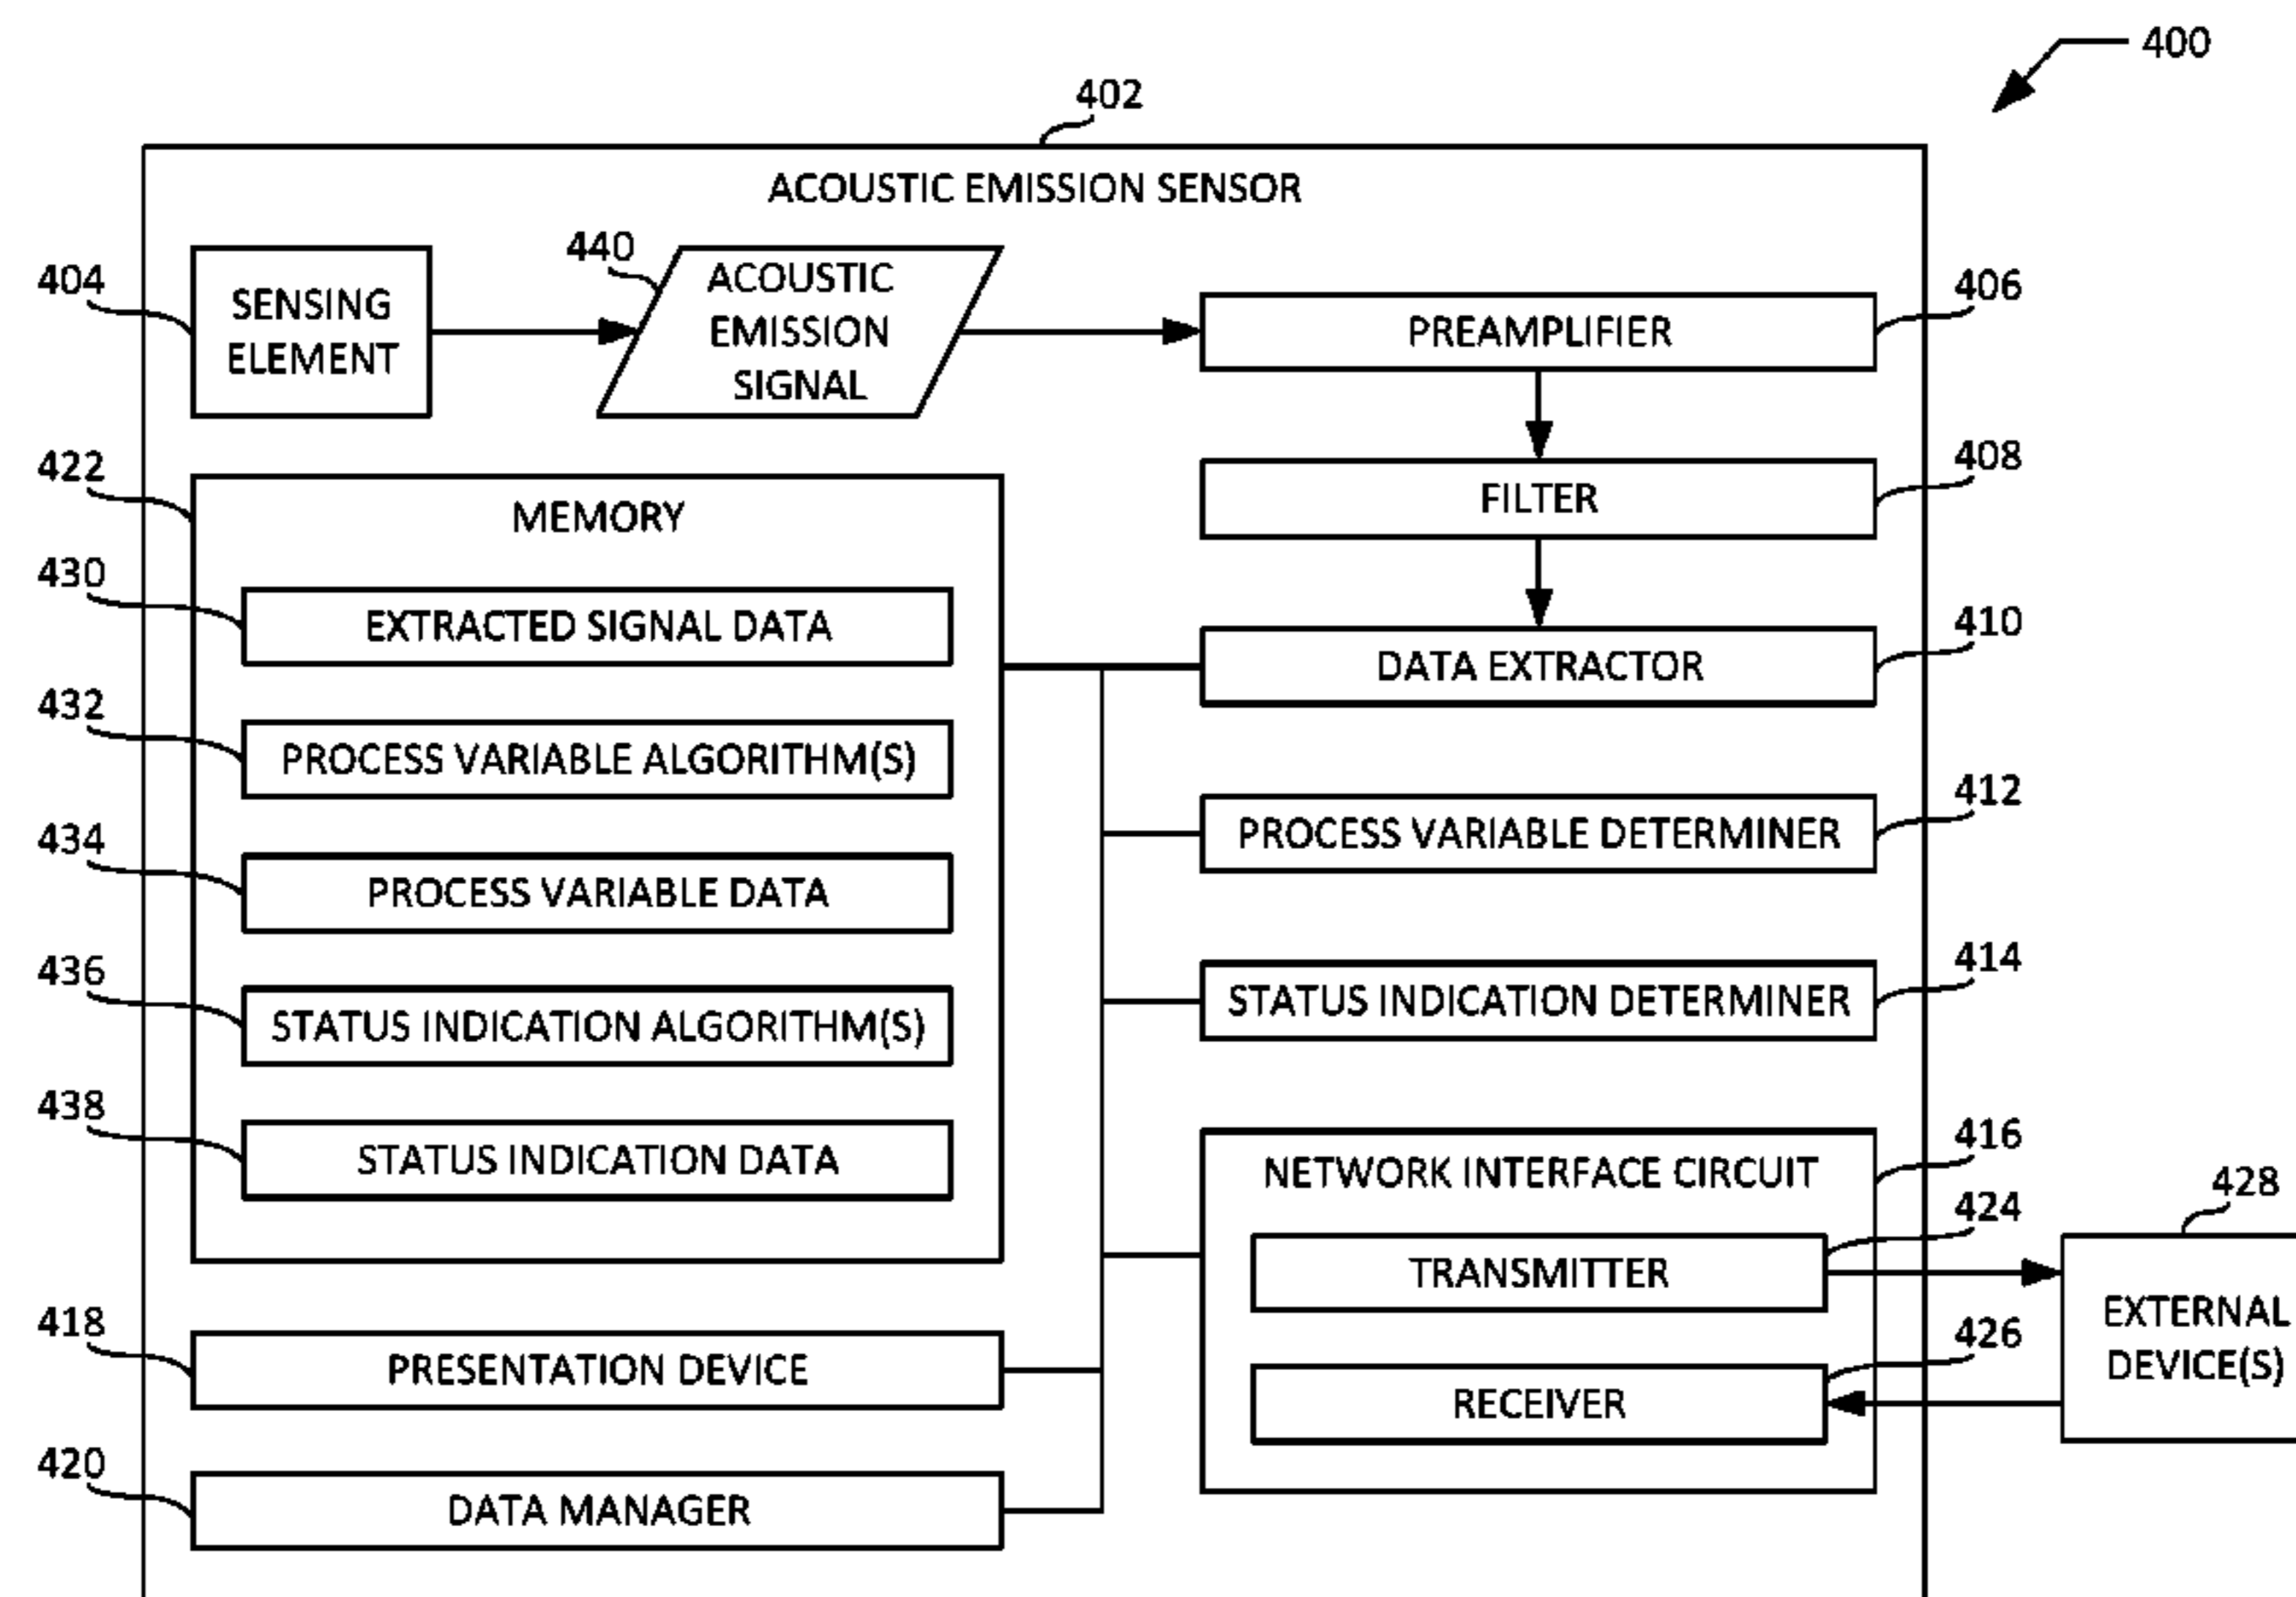 400
402
ACOUSTIC EMISSION SENSOR
404
SENSING
ELEMENT
440
ACOUSTIC
EMISSION
SIGNAL
406
PREAMPLIFIER
408
FILTER
422
MEMORY
430
EXTRACTED SIGNAL DATA
410
DATA EXTRACTOR
432
PROCESS VARIABLE ALGORITHM(S)
412
PROCESS VARIABLE DETERMINER
434
PROCESS VARIABLE DATA
436
STATUS INDICATION ALGORITHM(S)
414
STATUS INDICATION DETERMINER
438
STATUS INDICATION DATA
416
NETWORK INTERFACE CIRCUIT
424
TRANSMITTER
428
EXTERNAL
DEVICE(S)
426
RECEIVER
418
PRESENTATION DEVICE
420
DATA MANAGER